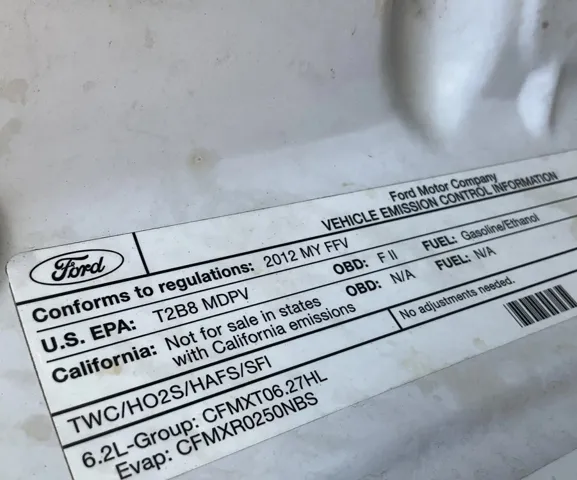 Ford
Ford Motor Company
VEHICLE EMISSION CONTROL INFORMATION
Conforms to regulations: 2012 MY FFV
U.S. EPA: T2B8 MDPV OBD: F II FUEL: Gasoline/Ethanol
California: Not for sale in states with California emissions OBD: N/A FUEL: N/A
TWC/HO2S/HAFS/SFI
No adjustments needed.
6.2L-Group: CFMXT06.27HL
Evap: CFMXR0250NBS